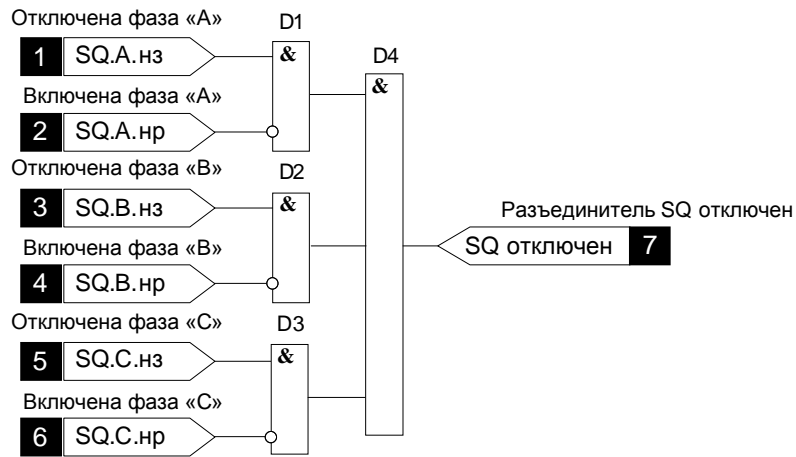 Отключена фаза «А»
D1
1 SQ.A.нз
&
D4
&
Включена фаза «А»
2 SQ.A.нр
Отключена фаза «В»
D2
3 SQ.B.нз
&
Разъединитель SQ отключен
SQ отключен 7
Включена фаза «В»
4 SQ.B.нр
Отключена фаза «С»
D3
5 SQ.C.нз
&
Включена фаза «С»
6 SQ.C.нр